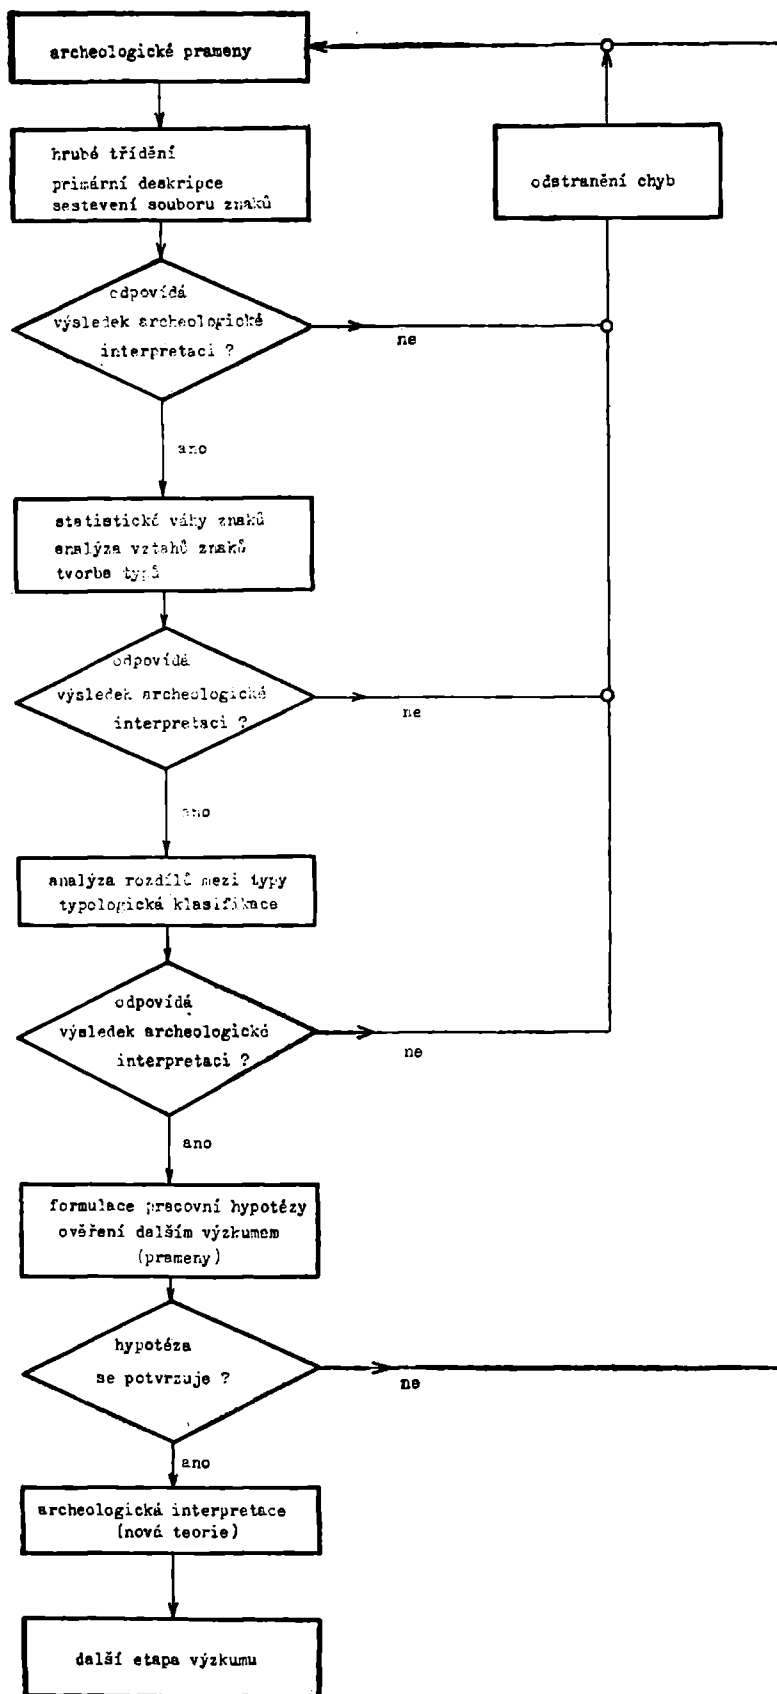 archeologické prameny
hrubé třídění
primární deskripce
sestevení souboru znaků
odstranění chyb
odpovídá
výsledek archeologické
interpretaci ?
ne
ano
statistické váhy znaků
analýza vztahů znaků
tvorbe typů
odpovídá
výsledek archeologické
interpretaci ?
ne
ano
analýza rozdílů mezi typy
typologická klasifikace
odpovídá
výsledek archeologické
interpretaci ?
ne
ano
formulace pracovní hypotézy
ověření dalším výzkumem
(prameny)
hypotéza
se potvrzuje ?
ne
ano
archeologická interpretace
(nová teorie)
další etapa výzkumu